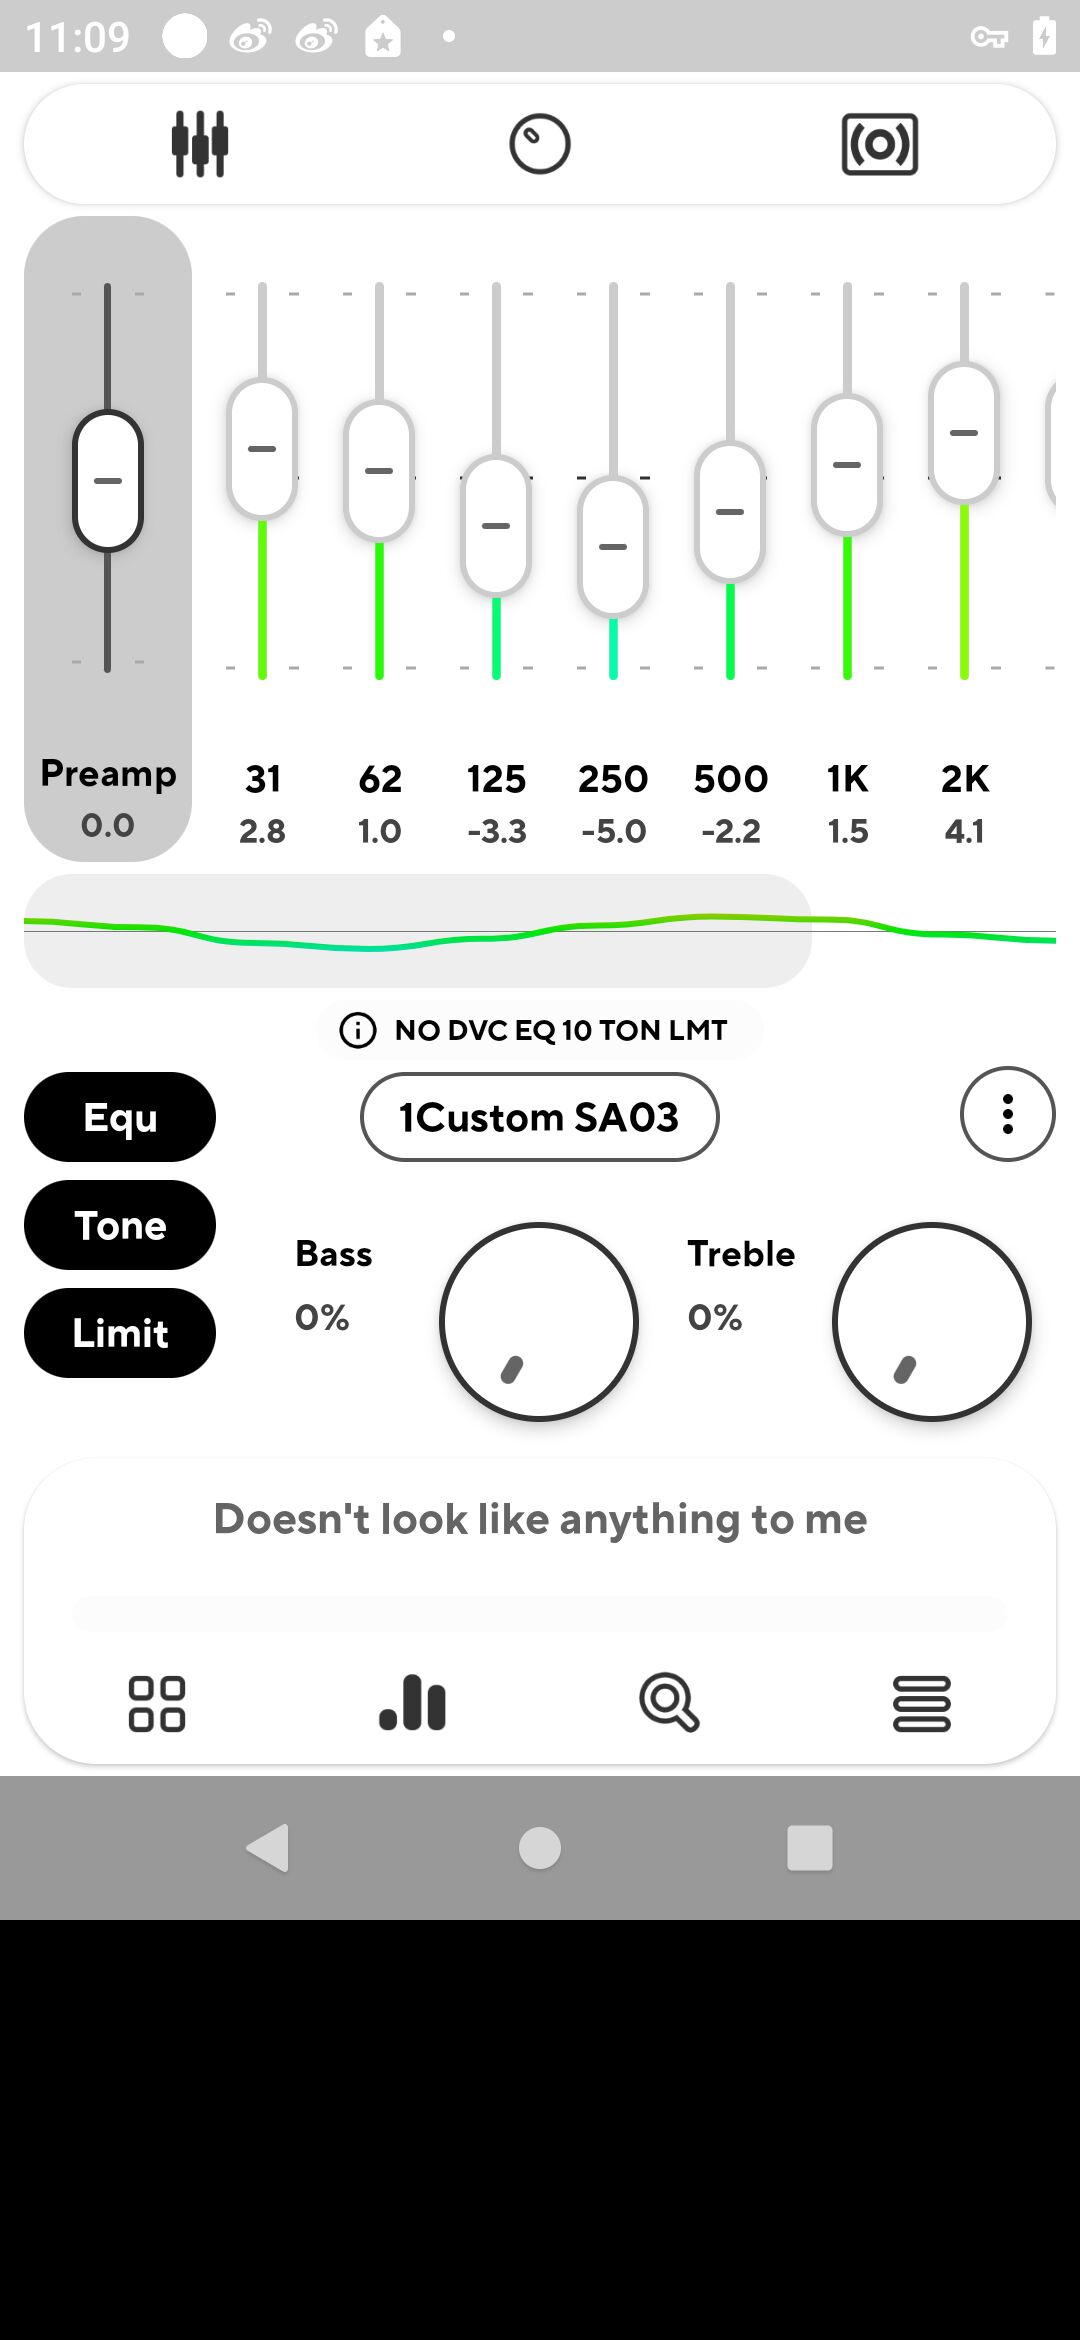 11:09
Preamp
0.0
31 62 125 250 500 1K 2K
2.8 1.0 -3.3 -5.0 -2.2 1.5 4.1
NO DVC EQ 10 TON LMT
Equ
1Custom SA03
Tone
Limit
Bass
0%
Treble
0%
Doesn't look like anything to me